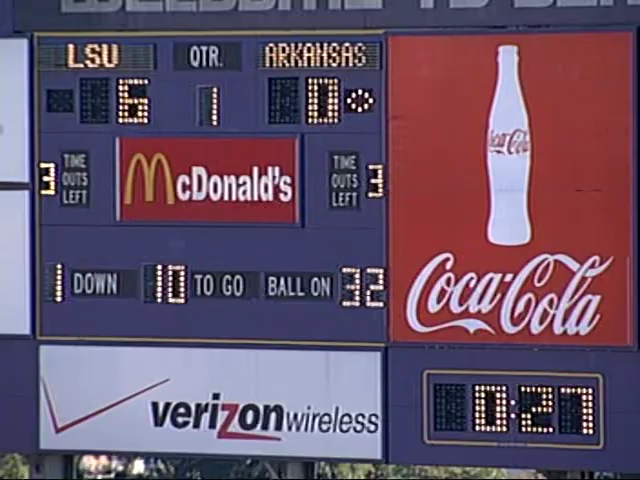 LSU QTR. ARKANSAS
6 1 0
3 TIME OUTS LEFT McDonald's TIME OUTS LEFT 3
1 DOWN 10 TO GO BALL ON 32
Coca-Cola
Coca-Cola
verizonwireless
0:27